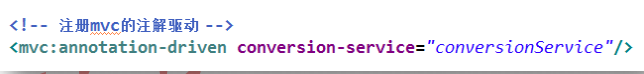 <!-- 注册mvc的注解驱动 -->
<mvc:annotation-driven conversion-service="conversionService"/>